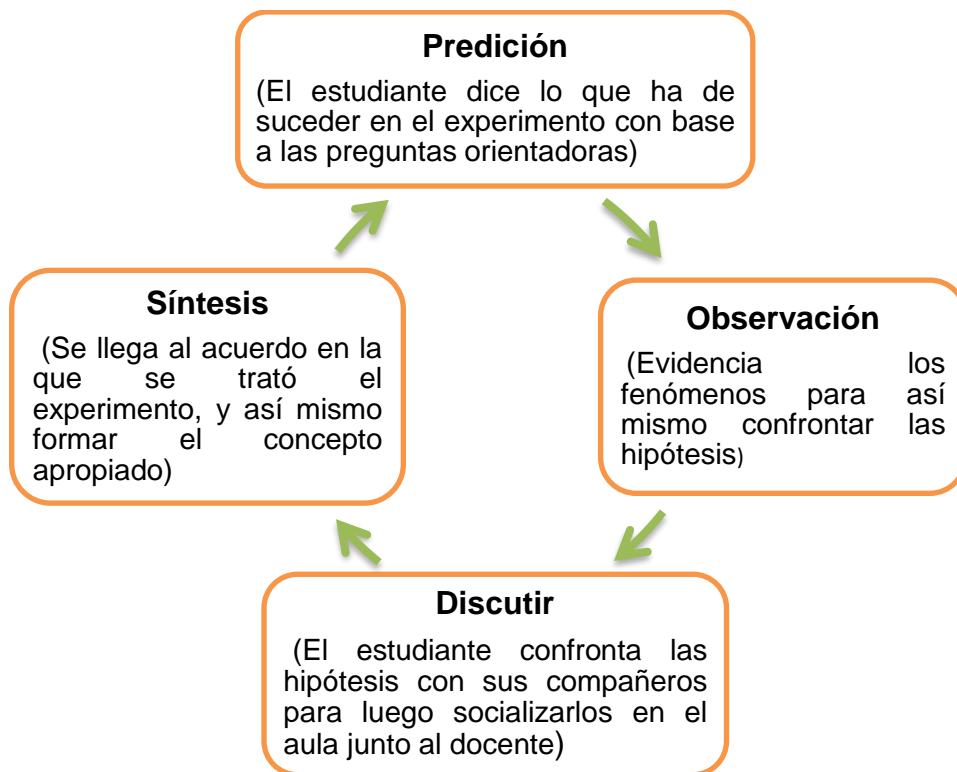 Predición
(El estudiante dice lo que ha de
suceder en el experimento con base
a las preguntas orientadoras)
Observación
(Evidencia los
fenómenos para así
mismo confrontar las
hipótesis)
Discutir
(El estudiante confronta las
hipótesis con sus compañeros
para luego socializarlos en el
aula junto al docente)
Síntesis
(Se llega al acuerdo en la
que se trató el
experimento, y así mismo
formar el concepto
apropiado)